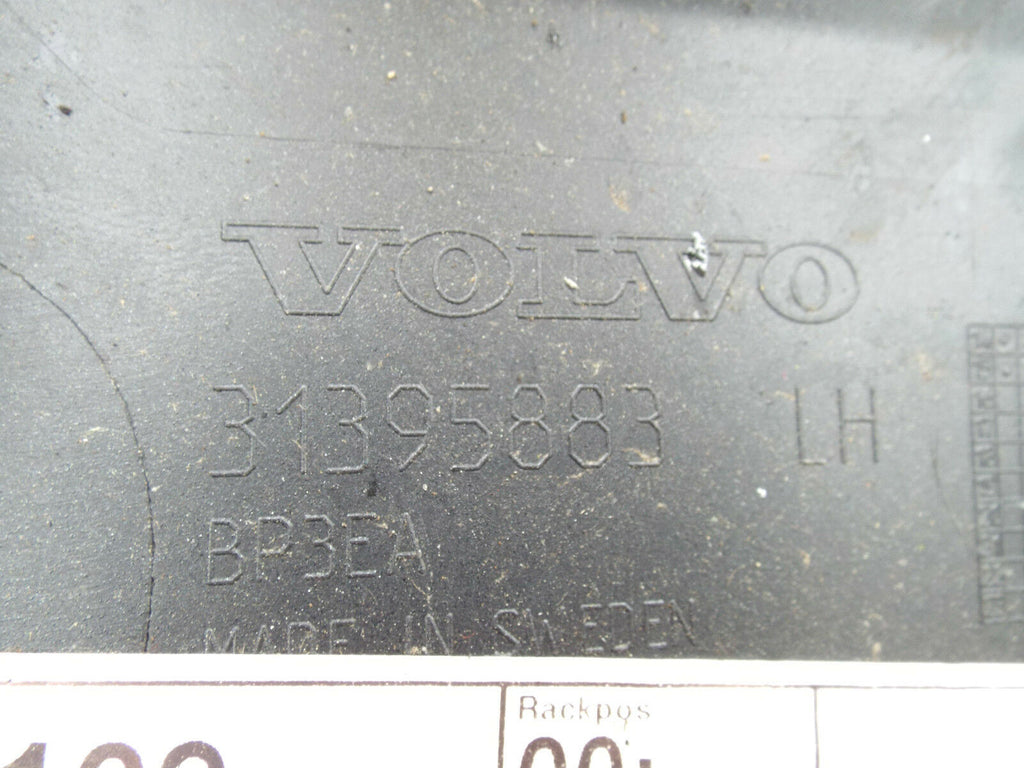 VOLVO
31395883 LH
BP3EA
MADE IN SWEDEN
Rackpos